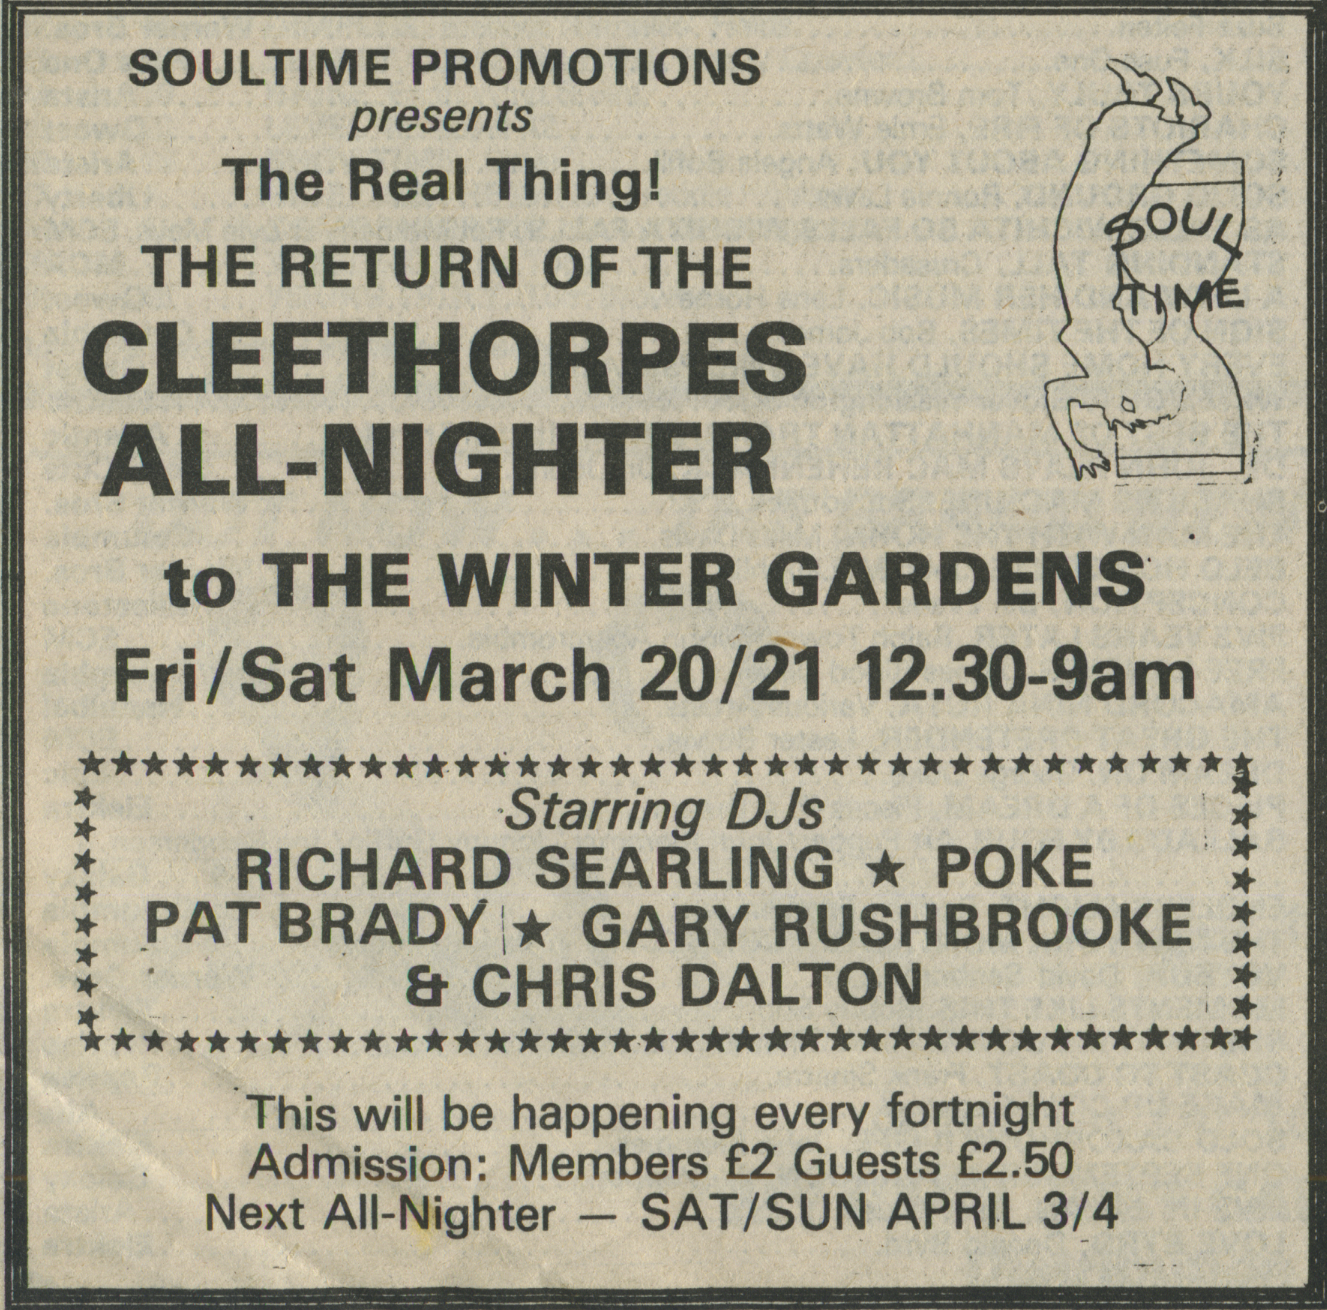 SOULTIME PROMOTIONS
presents
The Real Thing!
THE RETURN OF THE
CLEETHORPES
ALL-NIGHTER
SOUL
TIME
to THE WINTER GARDENS
Fri/Sat March 20/21 12.30-9am
Starring DJs
RICHARD SEARLING ★ POKE
PAT BRADY ★ GARY RUSHBROOKE
& CHRIS DALTON
This will be happening every fortnight
Admission: Members £2 Guests £2.50
Next All-Nighter — SAT/SUN APRIL 3/4